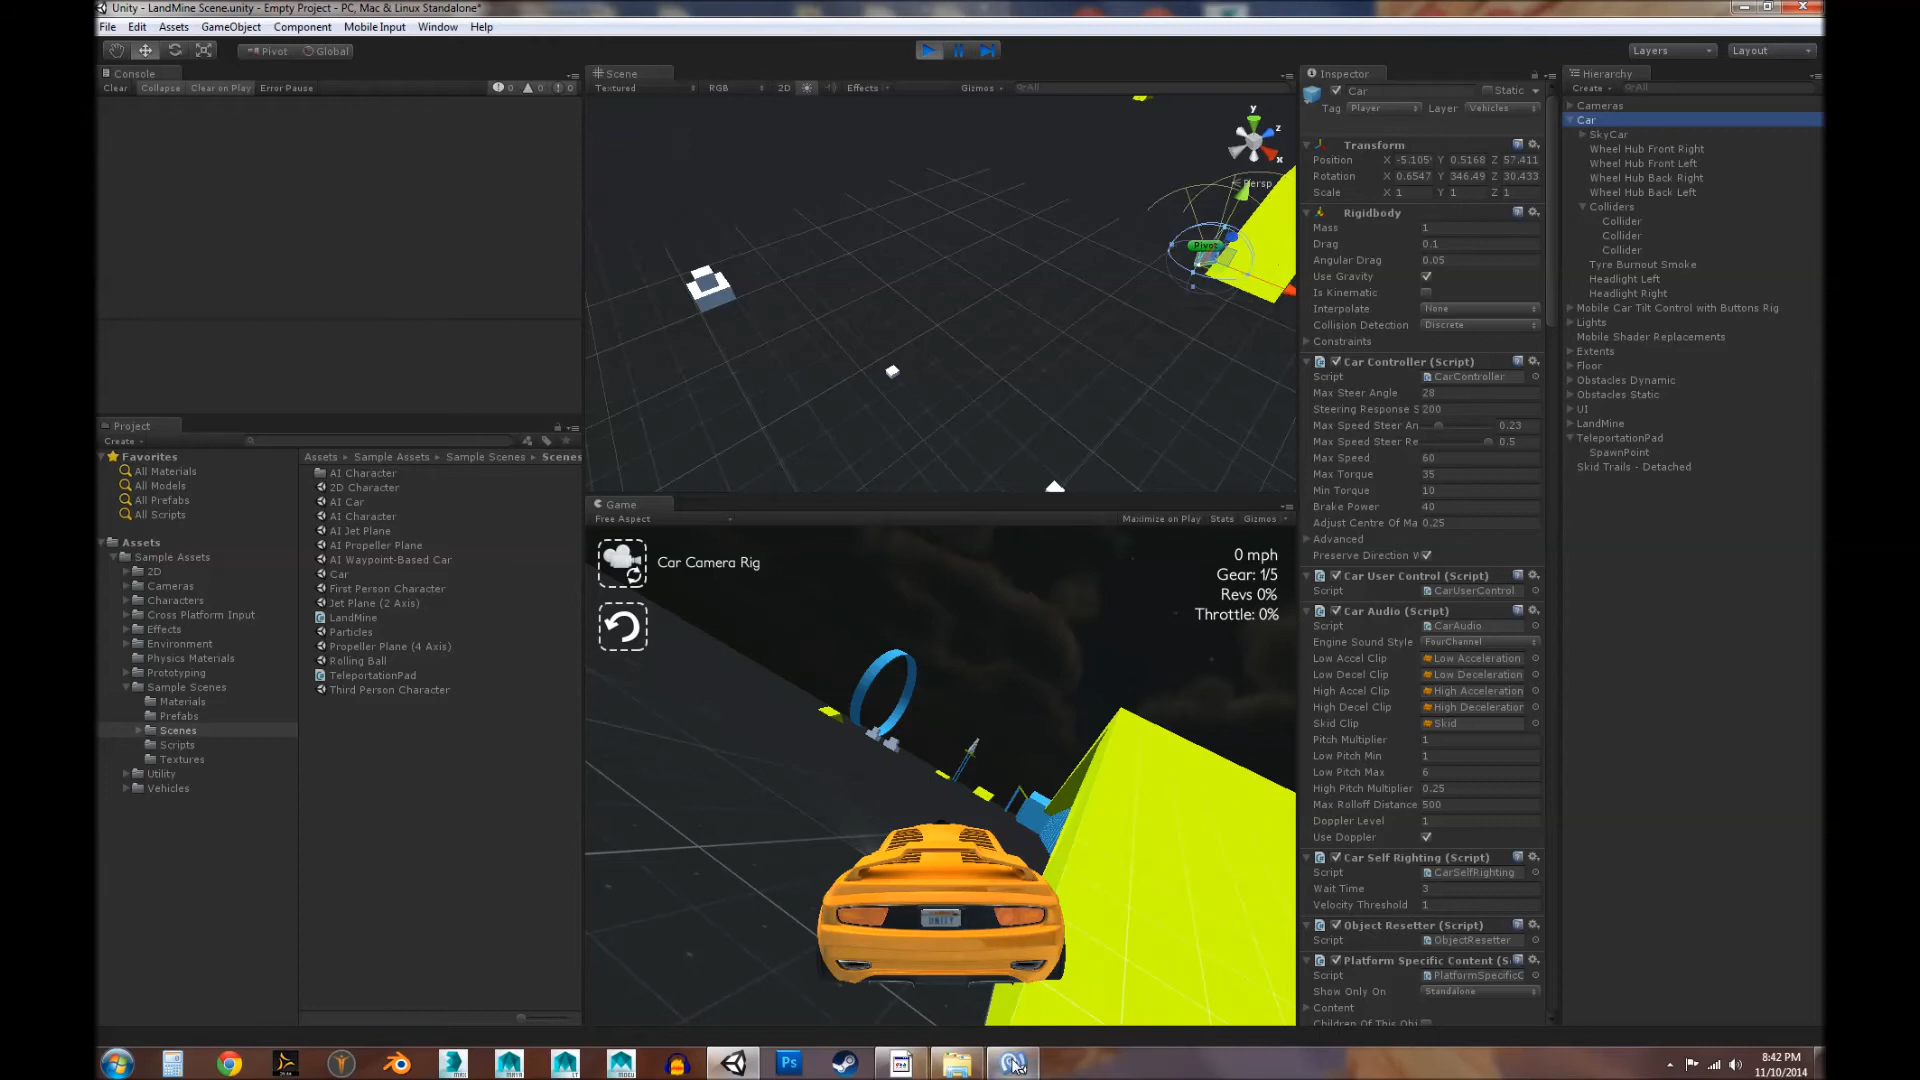 Unity - LandMine Scene.unity - Empty Project - PC, Mac & Linux Standalone*
File Edit Assets GameObject Component Mobile Input Window Help
Pivot Global
Layers
Layout
Console
Clear Collapse Clear on Play Error Pause
0 0 0
Project
Create
Favorites
All Materials
All Models
All Prefabs
All Scripts
Assets
Sample Assets
2D
Cameras
Characters
Cross Platform Input
Effects
Environment
Physics Materials
Prototyping
Sample Scenes
Materials
Prefabs
Scenes
Scripts
Textures
Utility
Vehicles
Assets Sample Assets Sample Scenes Scenes
AI Character
2D Character
AI Car
AI Character
AI Jet Plane
AI Propeller Plane
AI Waypoint-Based Car
Car
First Person Character
Jet Plane (2 Axis)
LandMine
Particles
Propeller Plane (4 Axis)
Rolling Ball
TeleportationPad
Third Person Character
Scene
Textured RGB 2D Effects Gizmos All
y
z
x
Persp
Pivot
Game
Free Aspect Maximize on Play Stats Gizmos
Car Camera Rig
0 mph
Gear: 1/5
Revs 0%
Throttle: 0%
UNITY
Inspector
Car Static
Tag Player Layer Vehicles
Transform
Position X -5.105 Y 0.5168 Z 57.411
Rotation X 0.6547 Y 346.49 Z 30.433
Scale X 1 Y 1 Z 1
Rigidbody
Mass 1
Drag 0.1
Angular Drag 0.05
Use Gravity
Is Kinematic
Interpolate None
Collision Detection Discrete
Constraints
Car Controller (Script)
Script CarController
Max Steer Angle 28
Steering Response S 200
Max Speed Steer An 0.23
Max Speed Steer Re 0.5
Max Speed 60
Max Torque 35
Min Torque 10
Brake Power 40
Adjust Centre Of Ma 0.25
Advanced
Preserve Direction W
Car User Control (Script)
Script CarUserControl
Car Audio (Script)
Script CarAudio
Engine Sound Style FourChannel
Low Accel Clip Low Acceleration
Low Decel Clip Low Deceleration
High Accel Clip High Acceleration
High Decel Clip High Deceleration
Skid Clip Skid
Pitch Multiplier 1
Low Pitch Min 1
Low Pitch Max 6
High Pitch Multiplier 0.25
Max Rolloff Distance 500
Doppler Level 1
Use Doppler
Car Self Righting (Script)
Script CarSelfRighting
Wait Time 3
Velocity Threshold 1
Object Resetter (Script)
Script ObjectResetter
Platform Specific Content (S
Script PlatformSpecificC
Show Only On Standalone
Content
Children Of This Obj
Hierarchy
Create All
Cameras
Car
SkyCar
Wheel Hub Front Right
Wheel Hub Front Left
Wheel Hub Back Right
Wheel Hub Back Left
Colliders
Collider
Collider
Collider
Tyre Burnout Smoke
Headlight Left
Headlight Right
Mobile Car Tilt Control with Buttons Rig
Lights
Mobile Shader Replacements
Extents
Floor
Obstacles Dynamic
Obstacles Static
UI
LandMine
TeleportationPad
SpawnPoint
Skid Trails - Detached
Ps
8:42 PM
11/10/2014